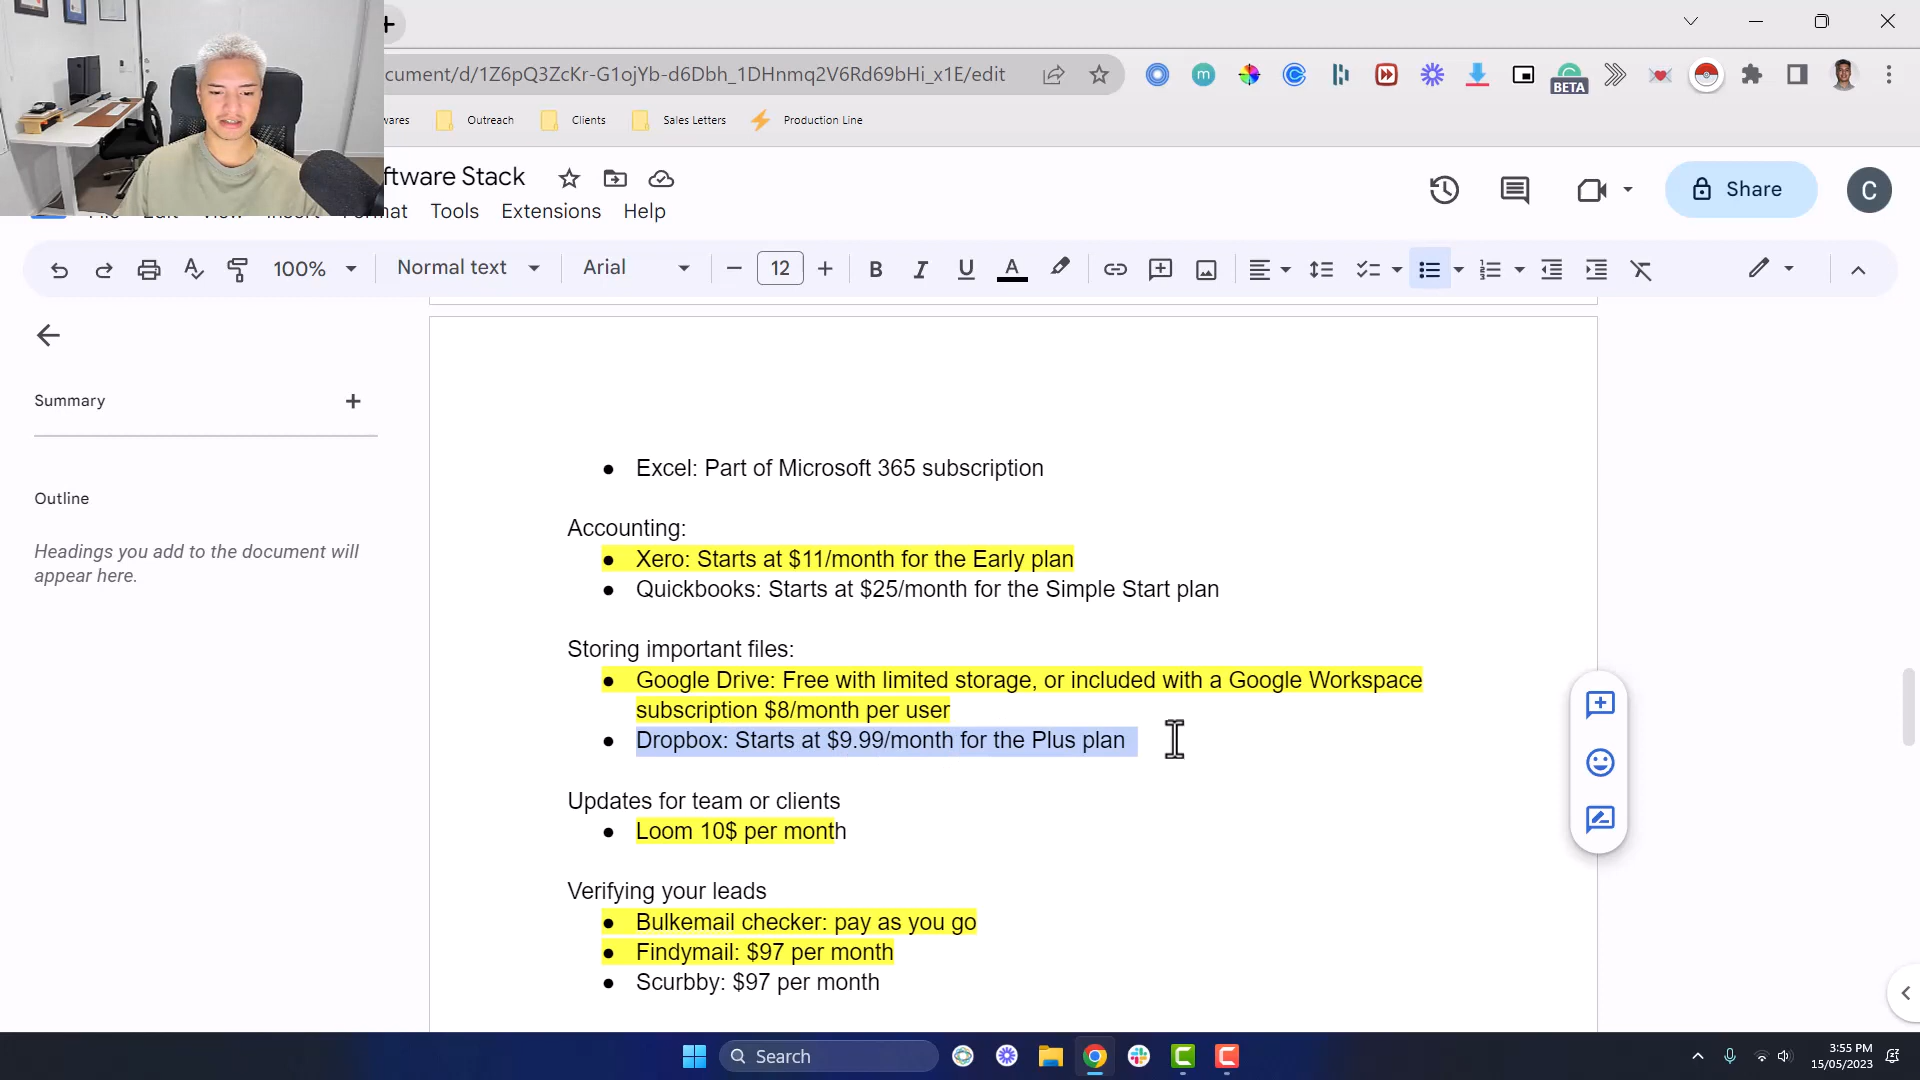 cument/d/1Z6pQ3ZcKr-G1ojYb-d6Dbh_1DHnmq2V6Rd69bHi_x1E/edit
BETA
wares
Outreach
Clients
Sales Letters
Production Line
ftware Stack
Share
C
Tools
Extensions
Help
100%
Normal text
Arial
12
Summary
Outline
Headings you add to the document will
appear here.
● Excel: Part of Microsoft 365 subscription
Accounting:
● Xero: Starts at $11/month for the Early plan
● Quickbooks: Starts at $25/month for the Simple Start plan
Storing important files:
● Google Drive: Free with limited storage, or included with a Google Workspace
subscription $8/month per user
● Dropbox: Starts at $9.99/month for the Plus plan
Updates for team or clients
● Loom 10$ per month
Verifying your leads
● Bulkemail checker: pay as you go
● Findymail: $97 per month
● Scurbby: $97 per month
Search
3:55 PM
15/05/2023